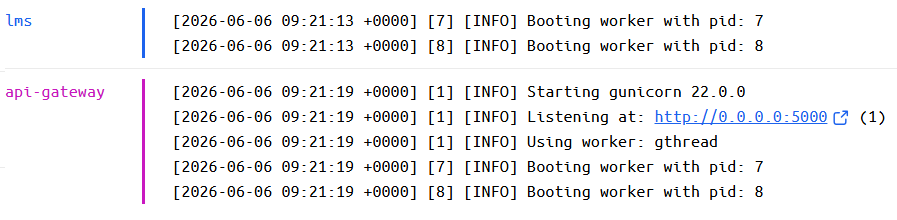 lms [2026-06-06 09:21:13 +0000] [7] [INFO] Booting worker with pid: 7
[2026-06-06 09:21:13 +0000] [8] [INFO] Booting worker with pid: 8
api-gateway [2026-06-06 09:21:19 +0000] [1] [INFO] Starting gunicorn 22.0.0
[2026-06-06 09:21:19 +0000] [1] [INFO] Listening at: http://0.0.0.0:5000 (1)
[2026-06-06 09:21:19 +0000] [1] [INFO] Using worker: gthread
[2026-06-06 09:21:19 +0000] [7] [INFO] Booting worker with pid: 7
[2026-06-06 09:21:19 +0000] [8] [INFO] Booting worker with pid: 8